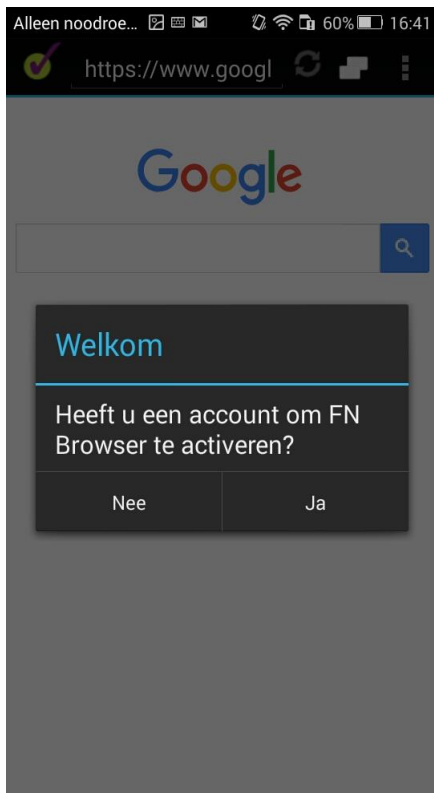 Alleen noodroe... 60% 16:41
https://www.googl
Google
Welkom
Heeft u een account om FN
Browser te activeren?
Nee Ja